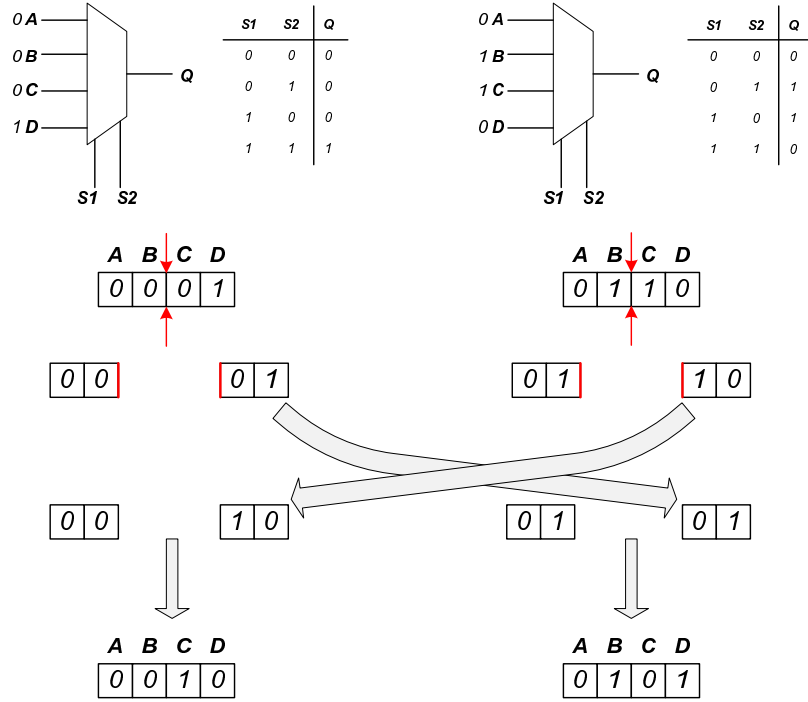 0 A
0 B
0 C
1 D
Q
S1 S2
S1 S2 Q
0 0 0
0 1 0
1 0 0
1 1 1
0 A
1 B
1 C
0 D
Q
S1 S2
S1 S2 Q
0 0 0
0 1 1
1 0 1
1 1 0
A B C D
0 0 0 1
A B C D
0 1 1 0
0 0 0 1
0 1 1 0
0 0 1 0
0 1 0 1
A B C D
0 0 1 0
A B C D
0 1 0 1